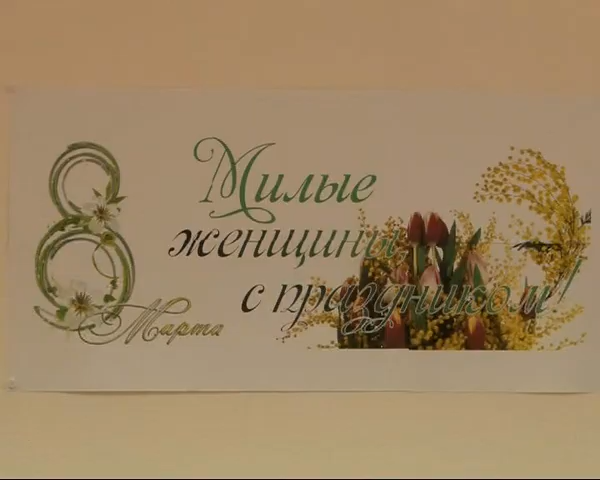 8 Марта
Милые
женщины,
с праздником!